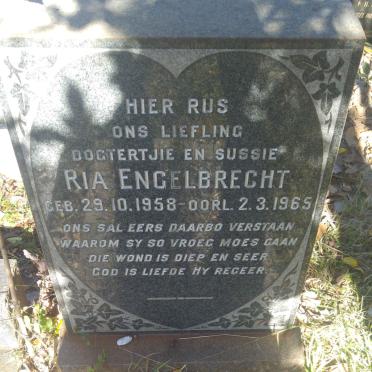 HIER RUS
ONS LIEFLING
DOGTERTJIE EN SUSSIE
RIA ENGELBRECHT
GEB. 29.10.1958 - OORL. 2.3.1965
ONS SAL EERS DAARBO VERSTAAN
WAAROM SY SO VROEG MOES GAAN
DIE WOND IS DIEP EN SEER
GOD IS LIEFDE HY REGEER.